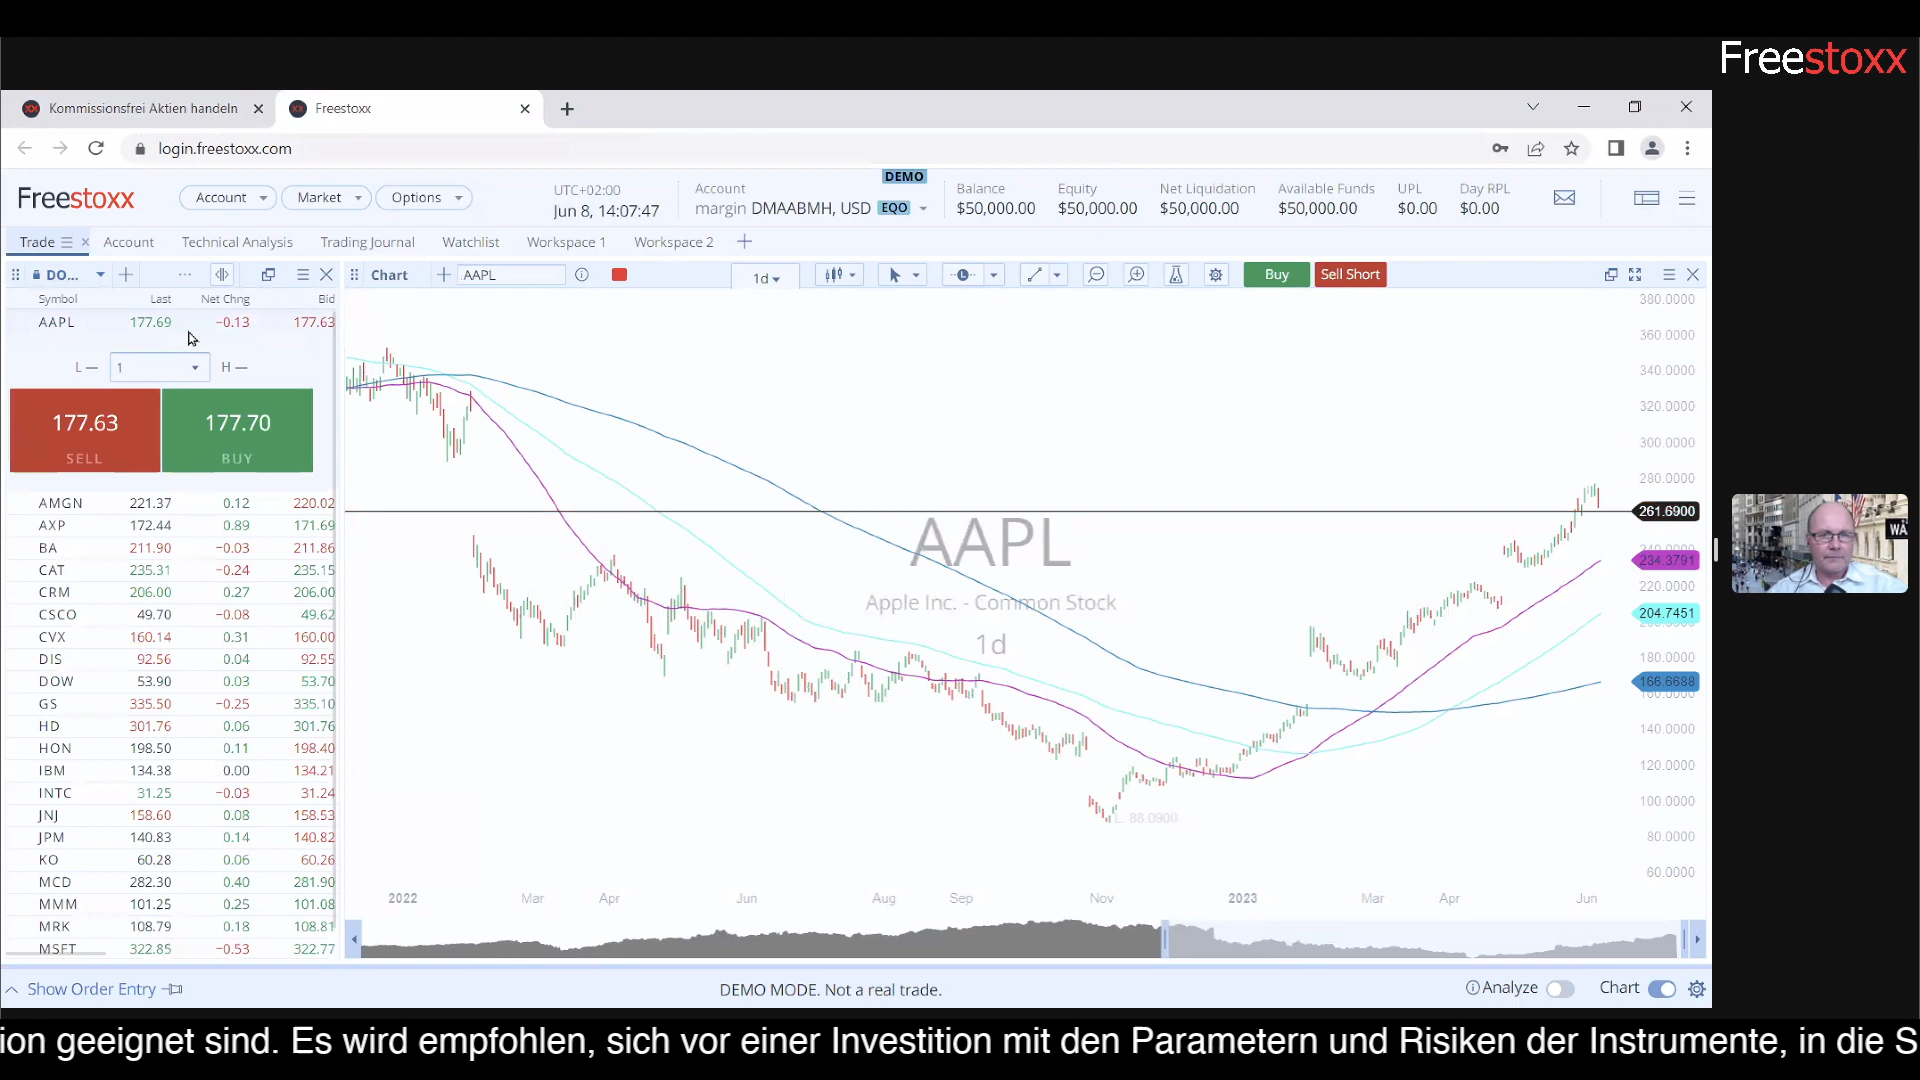 Freestoxx
Kommissionsfrei Aktien handeln
Freestoxx
login.freestoxx.com
Freestoxx
Account
Market
Options
UTC+02:00
Jun 8, 14:07:47
Account
DEMO
margin DMAABMH, USD EQO
Balance
$50,000.00
Equity
$50,000.00
Net Liquidation
$50,000.00
Available Funds
$50,000.00
UPL
$0.00
Day RPL
$0.00
Trade Account Technical Analysis Trading Journal Watchlist Workspace 1 Workspace 2
DO...
Chart
AAPL
1d
Buy
Sell Short
Symbol Last Net Chng Bid
AAPL 177.69 −0.13 177.63
L — 1 H —
177.63 177.70
SELL BUY
AMGN 221.37 0.12 220.02
AXP 172.44 0.89 171.69
BA 211.90 −0.03 211.86
CAT 235.31 −0.24 235.15
CRM 206.00 0.27 206.00
CSCO 49.70 −0.08 49.62
CVX 160.14 0.31 160.00
DIS 92.56 0.04 92.55
DOW 53.90 0.03 53.70
GS 335.50 −0.25 335.10
HD 301.76 0.06 301.76
HON 198.50 0.11 198.40
IBM 134.38 0.00 134.21
INTC 31.25 −0.03 31.24
JNJ 158.60 0.08 158.53
JPM 140.83 0.14 140.82
KO 60.28 0.06 60.26
MCD 282.30 0.40 281.90
MMM 101.25 0.25 101.08
MRK 108.79 0.18 108.81
MSFT 322.85 −0.53 322.77
AAPL
Apple Inc. - Common Stock
1d
L: 88.0900
380.0000
360.0000
340.0000
320.0000
300.0000
280.0000
261.6900
240.0000
234.3791
220.0000
204.7451
180.0000
166.6688
160.0000
140.0000
120.0000
100.0000
80.0000
60.0000
2022 Mar Apr Jun Aug Sep Nov 2023 Mar Apr Jun
Show Order Entry
DEMO MODE. Not a real trade.
Analyze
Chart
WA
ion geeignet sind. Es wird empfohlen, sich vor einer Investition mit den Parametern und Risiken der Instrumente, in die S